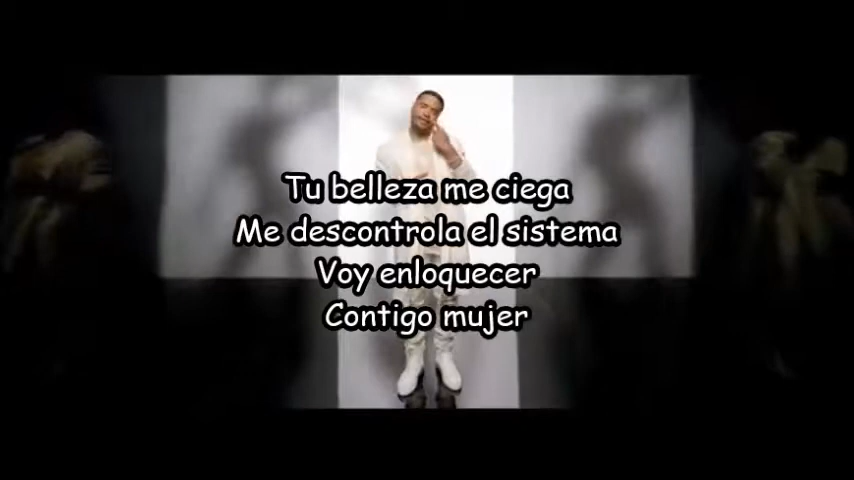 Tu belleza me ciega
Me descontrola el sistema
Voy enloquecer
Contigo mujer